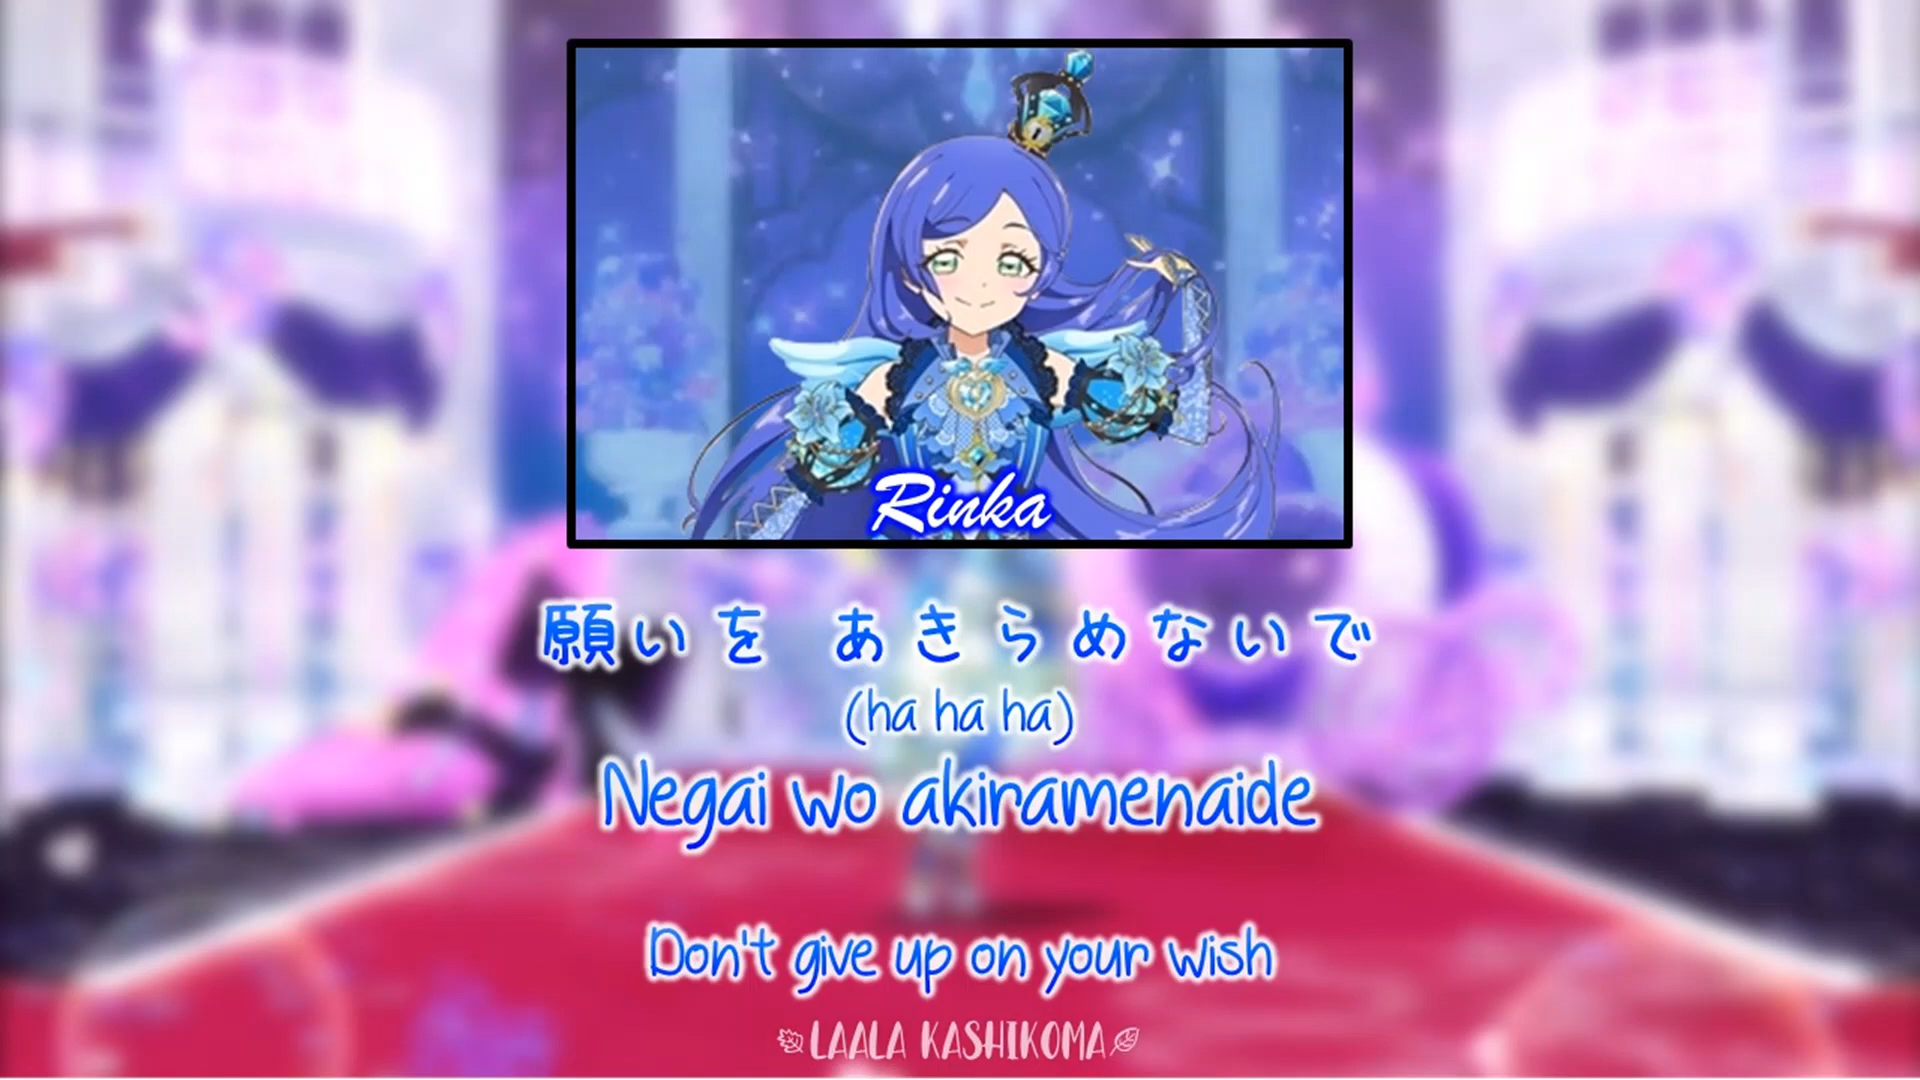 Rinka
願いを あきらめないで
(ha ha ha)
Negai wo akiramenaide
Don't give up on your wish
LAALA KASHIKOMA